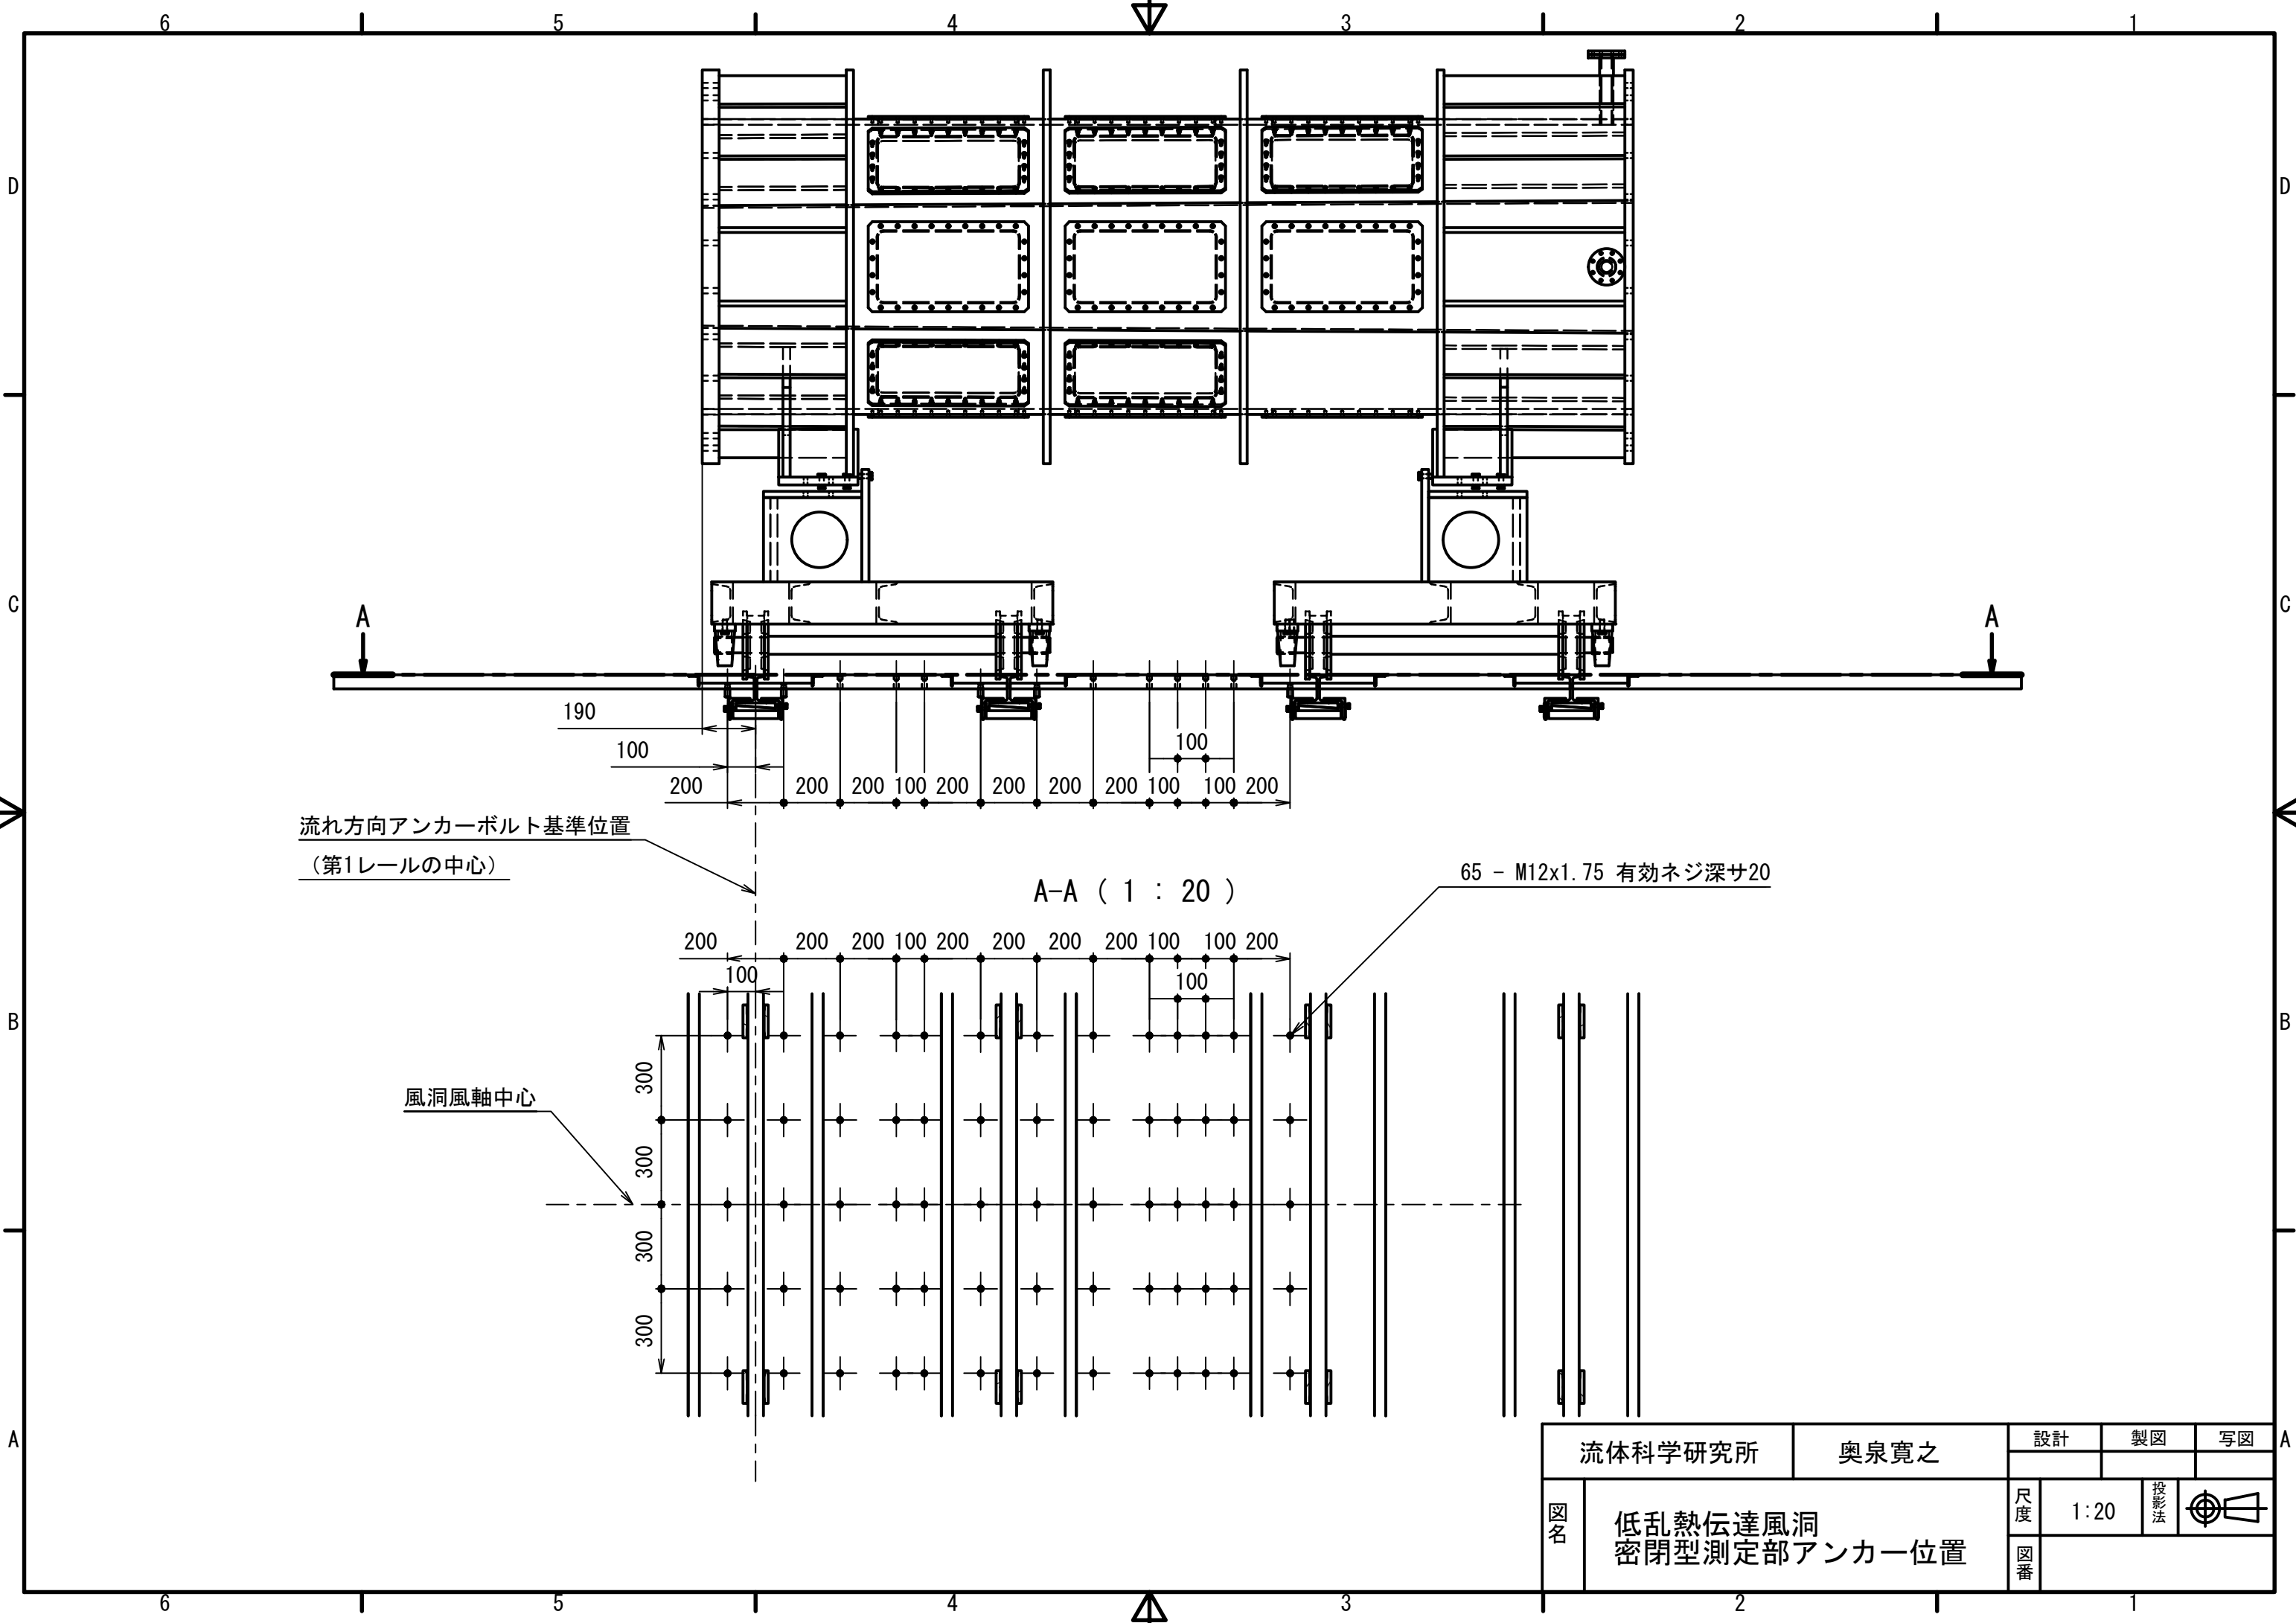 6 5 4 3 2 1
D D
C C
A A
190
100
100
200 200 200 100 200 200 200 200 100 100 200
流れ方向アンカーボルト基準位置
（第1レールの中心）
65 - M12x1.75 有効ネジ深サ20
A-A ( 1 : 20 )
200 200 200 100 200 200 200 200 100 100 200
100 100
B B
300
風洞風軸中心
300
300
300
A A
流体科学研究所 奥泉寛之 設計 製図 写図
図名 低乱熱伝達風洞
密閉型測定部アンカー位置
尺度 1:20 投影法
図番
6 5 4 3 2 1